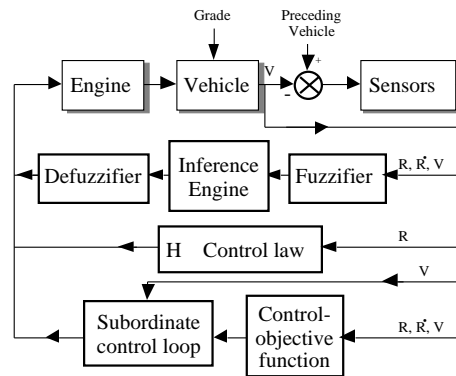 Grade
Preceding
Vehicle
Engine
Vehicle
V
-
+
Sensors
Defuzzifier
Inference
Engine
Fuzzifier
R, Ṙ, V
H Control law
R
V
Subordinate
control loop
Control-
objective
function
R, Ṙ, V